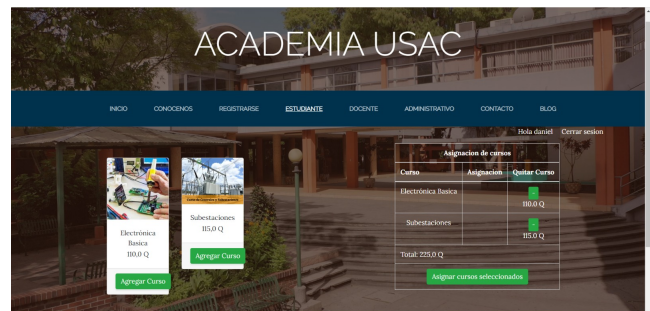 ACADEMIA USAC
INICIO CONOCENOS REGISTRARSE ESTUDIANTE DOCENTE ADMINISTRATIVO CONTACTO BLOG
Hola daniel Cerrar sesion
Electrónica
Basica
110,0 Q
Agregar Curso
Subestaciones
115,0 Q
Agregar Curso
Asignacion de cursos
Curso Asignacion Quitar Curso
Electrónica Basica -
110.0 Q
Subestaciones -
115.0 Q
Total: 225,0 Q
Asignar cursos seleccionados